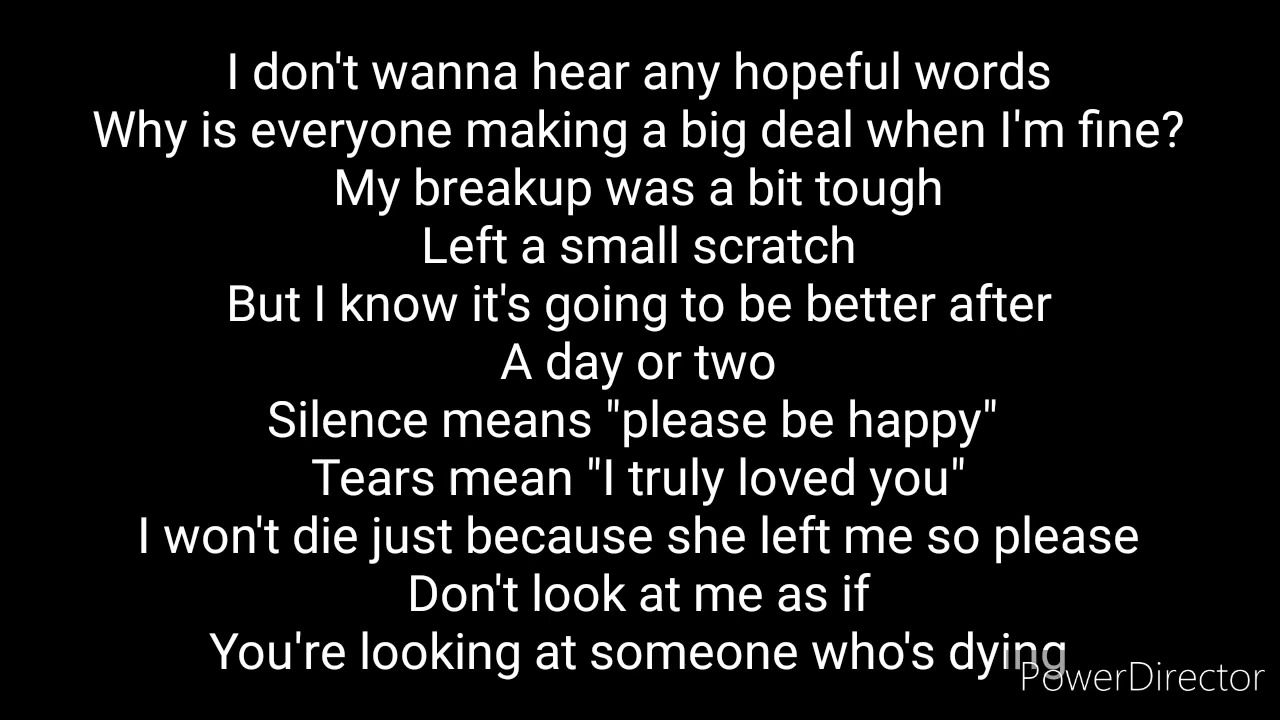 I don't wanna hear any hopeful words
Why is everyone making a big deal when I'm fine?
My breakup was a bit tough
Left a small scratch
But I know it's going to be better after
A day or two
Silence means "please be happy"
Tears mean "I truly loved you"
I won't die just because she left me so please
Don't look at me as if
You're looking at someone who's dying
PowerDirector